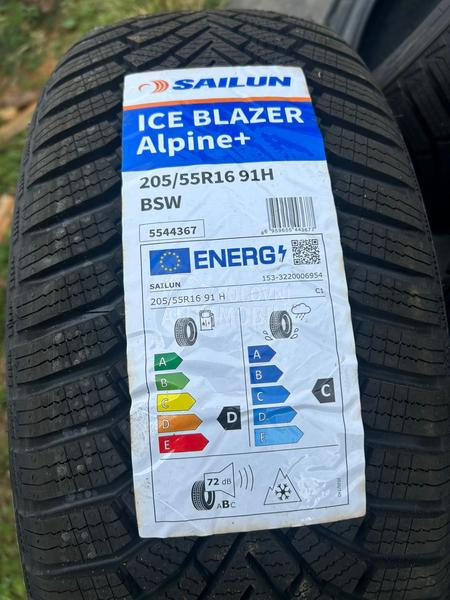 SAILUN
ICE BLAZER
Alpine+
205/55R16 91H
BSW
5544367
ENERG
SAILUN
153-3220006954
205/55R16 91 H
C1
A
B
C
D
E
D
A
B
C
D
E
C
72 dB
ABC